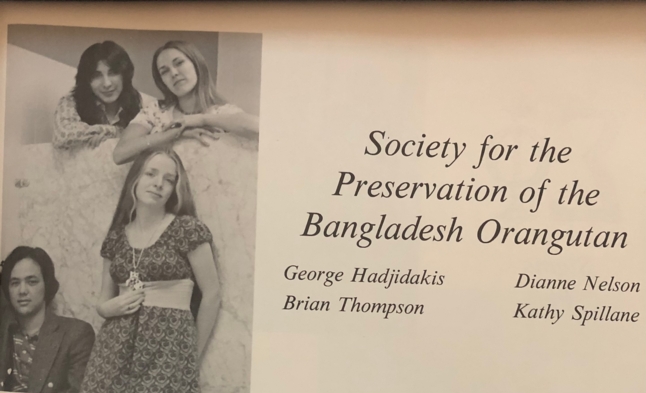 Society for the
Preservation of the
Bangladesh Orangutan
George Hadjidakis
Dianne Nelson
Brian Thompson
Kathy Spillane